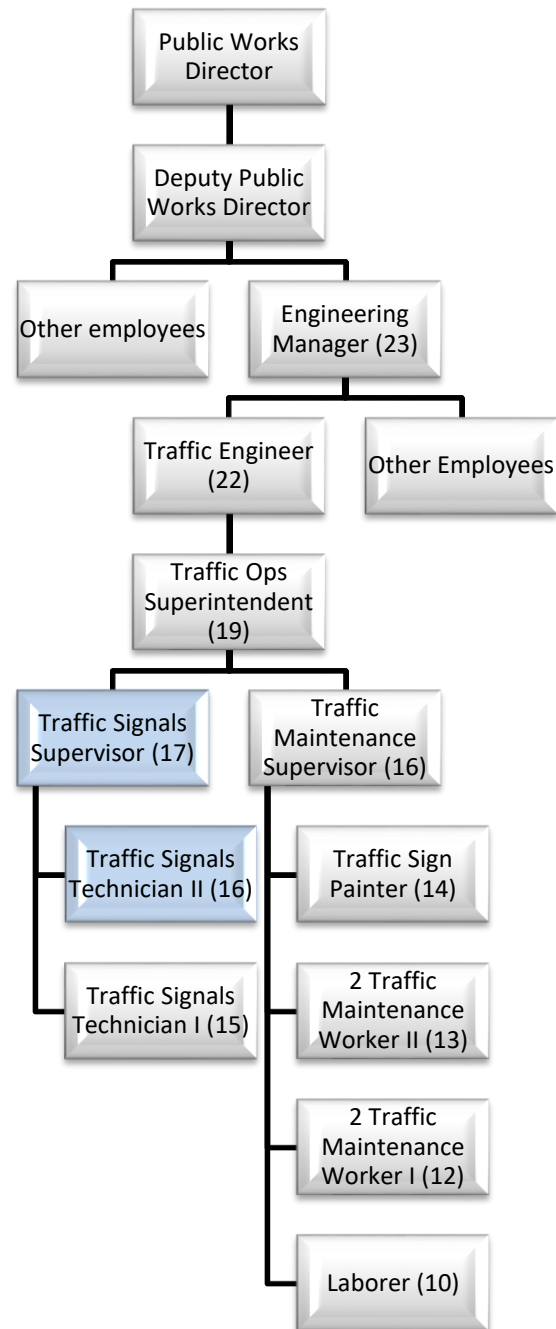 Public Works
Director
Deputy Public
Works Director
Other employees
Engineering
Manager (23)
Traffic Engineer
(22)
Other Employees
Traffic Ops
Superintendent
(19)
Traffic Signals
Supervisor (17)
Traffic
Maintenance
Supervisor (16)
Traffic Signals
Technician II (16)
Traffic Signals
Technician I (15)
Traffic Sign
Painter (14)
2 Traffic
Maintenance
Worker II (13)
2 Traffic
Maintenance
Worker I (12)
Laborer (10)